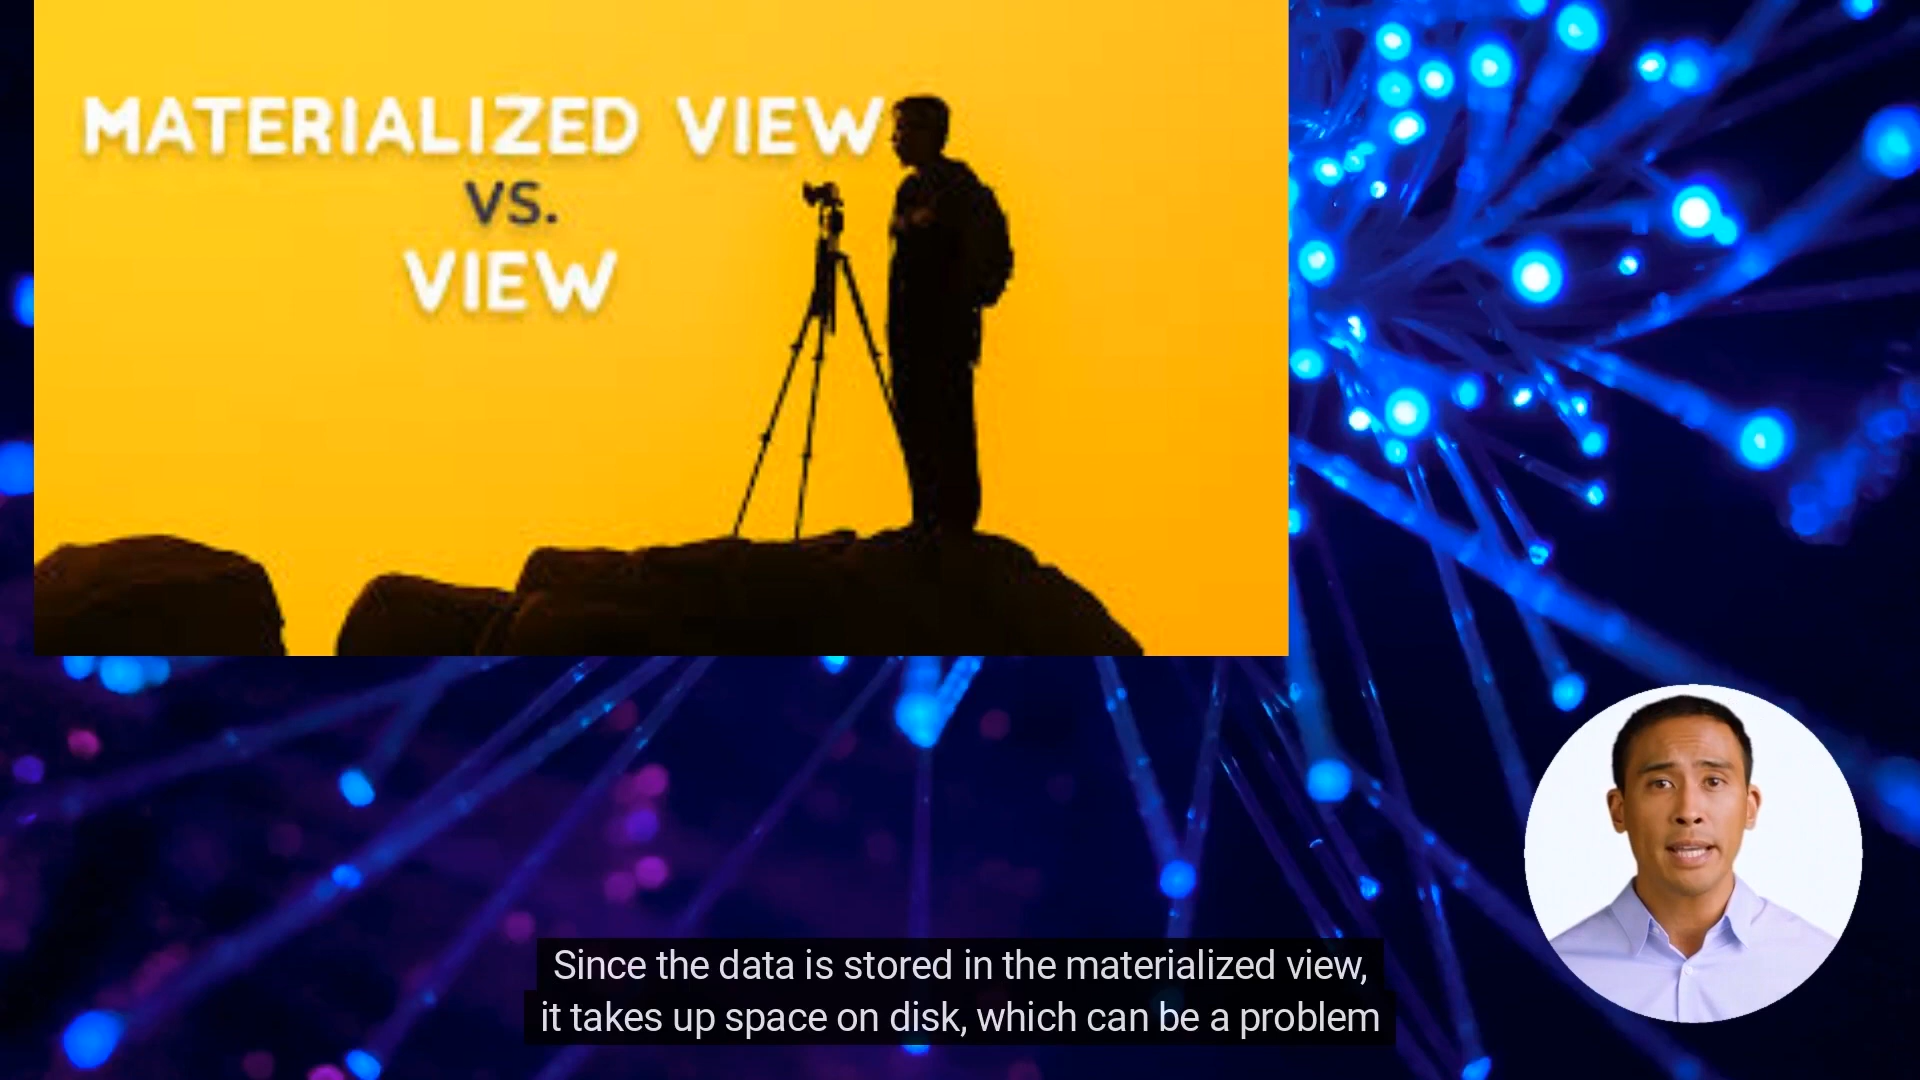 MATERIALIZED VIEW
VS.
VIEW
Since the data is stored in the materialized view,
it takes up space on disk, which can be a problem